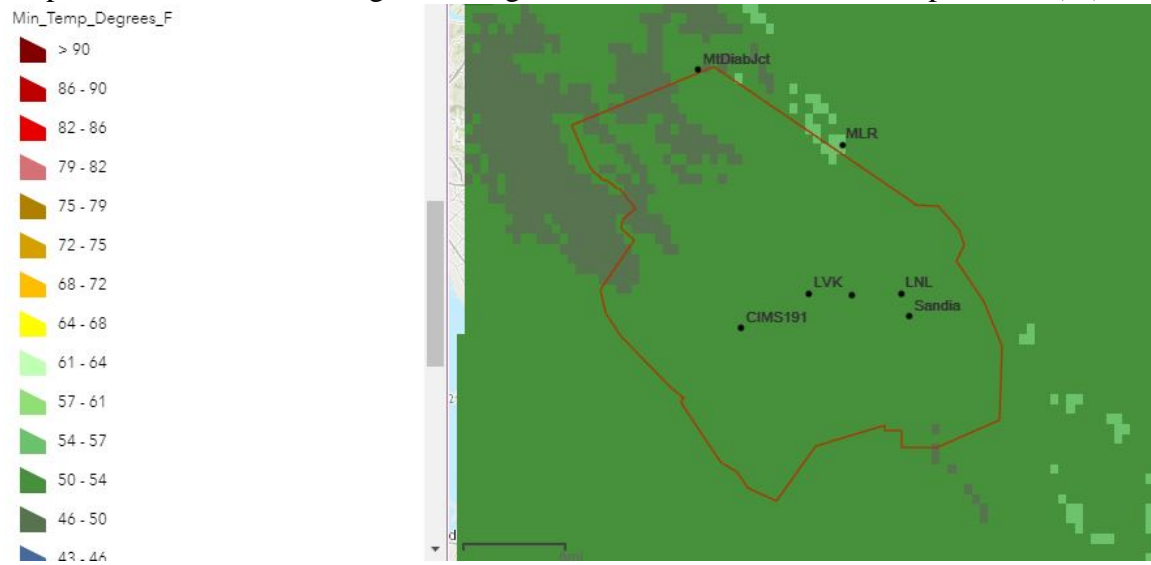 Min_Temp_Degrees_F
> 90
86 - 90
82 - 86
79 - 82
75 - 79
72 - 75
68 - 72
64 - 68
61 - 64
57 - 61
54 - 57
50 - 54
46 - 50
43 - 46
MtDiabJct
MLR
LVK
LNL
Sandia
CIMS191